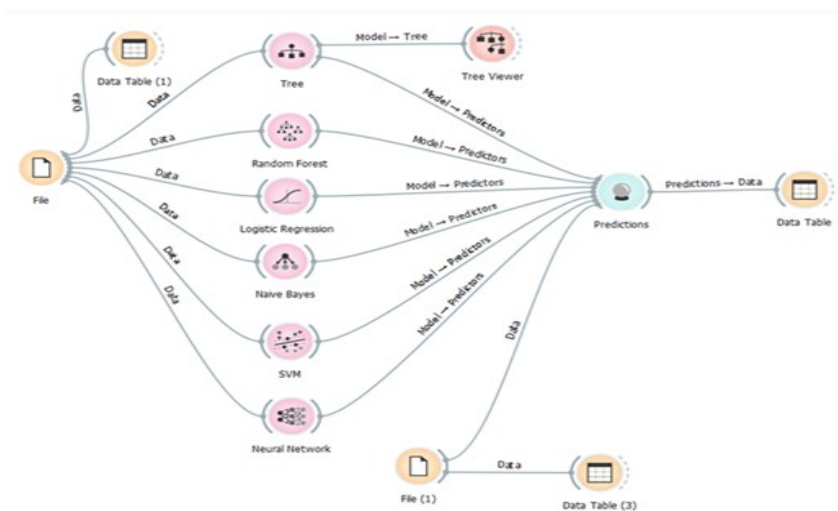 Model → Tree
Data Table (1)
Tree
Tree Viewer
Data
Data
Model → Predictors
Data
Random Forest
Model → Predictors
File
Data
Logistic Regression
Model → Predictors
Predictions
Predictions → Data
Data Table
Data
Naive Bayes
Model → Predictors
Data
SVM
Model → Predictors
Data
Neural Network
Model → Predictors
Data
File (1)
Data
Data Table (3)